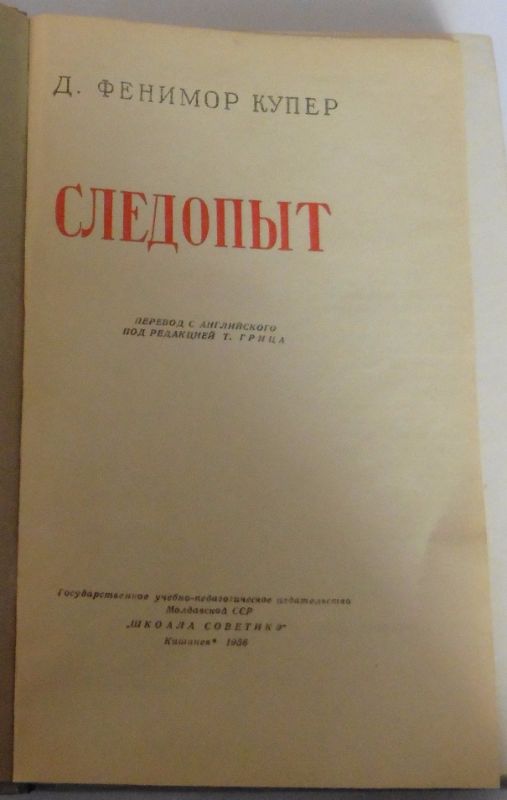 Д. ФЕНИМОР КУПЕР
СЛЕДОПЫТ
ПЕРЕВОД С АНГЛИЙСКОГО
ПОД РЕДАКЦИЕЙ Т. ГРИЦА
Государственное учебно-педагогическое издательство
Молдавской ССР
„ШКОАЛА СОВЕТИКЭ“
Кишинев * 1956